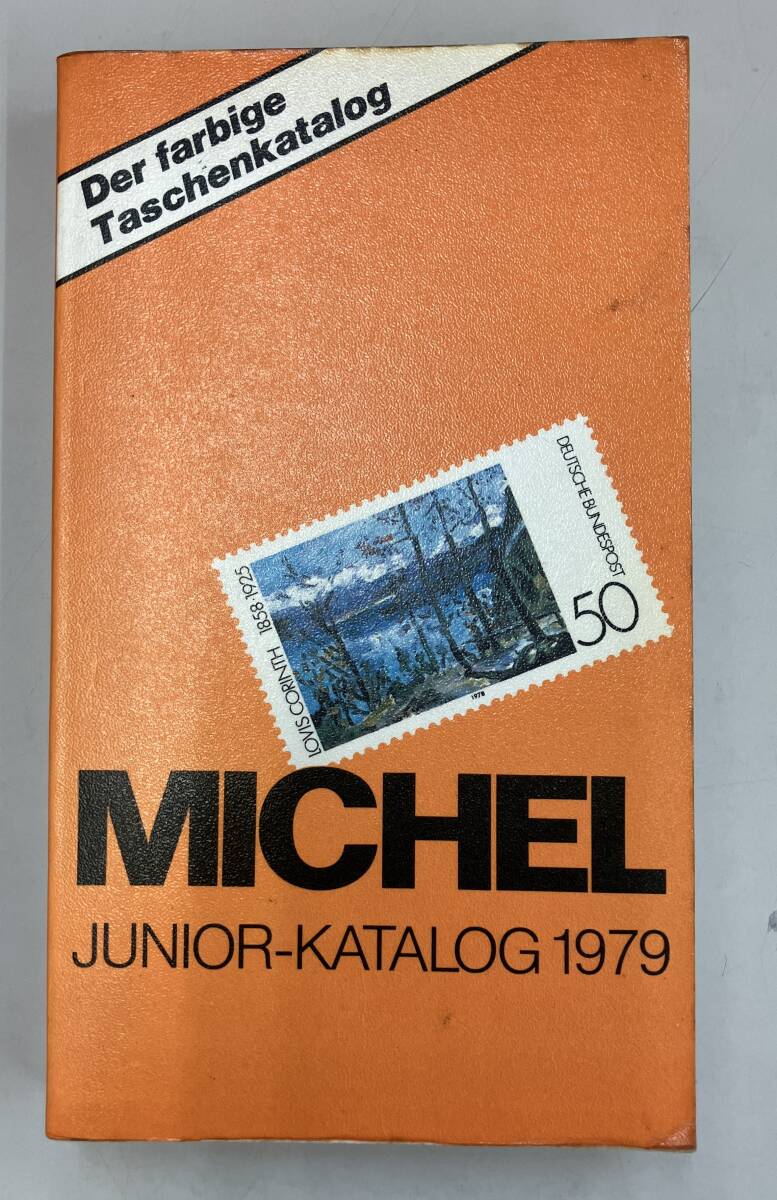 Der farbige
Taschenkatalog
DEUTSCHE BUNDESPOST
50
LOVIS CORINTH 1858·1925
1978
MICHEL
JUNIOR-KATALOG 1979